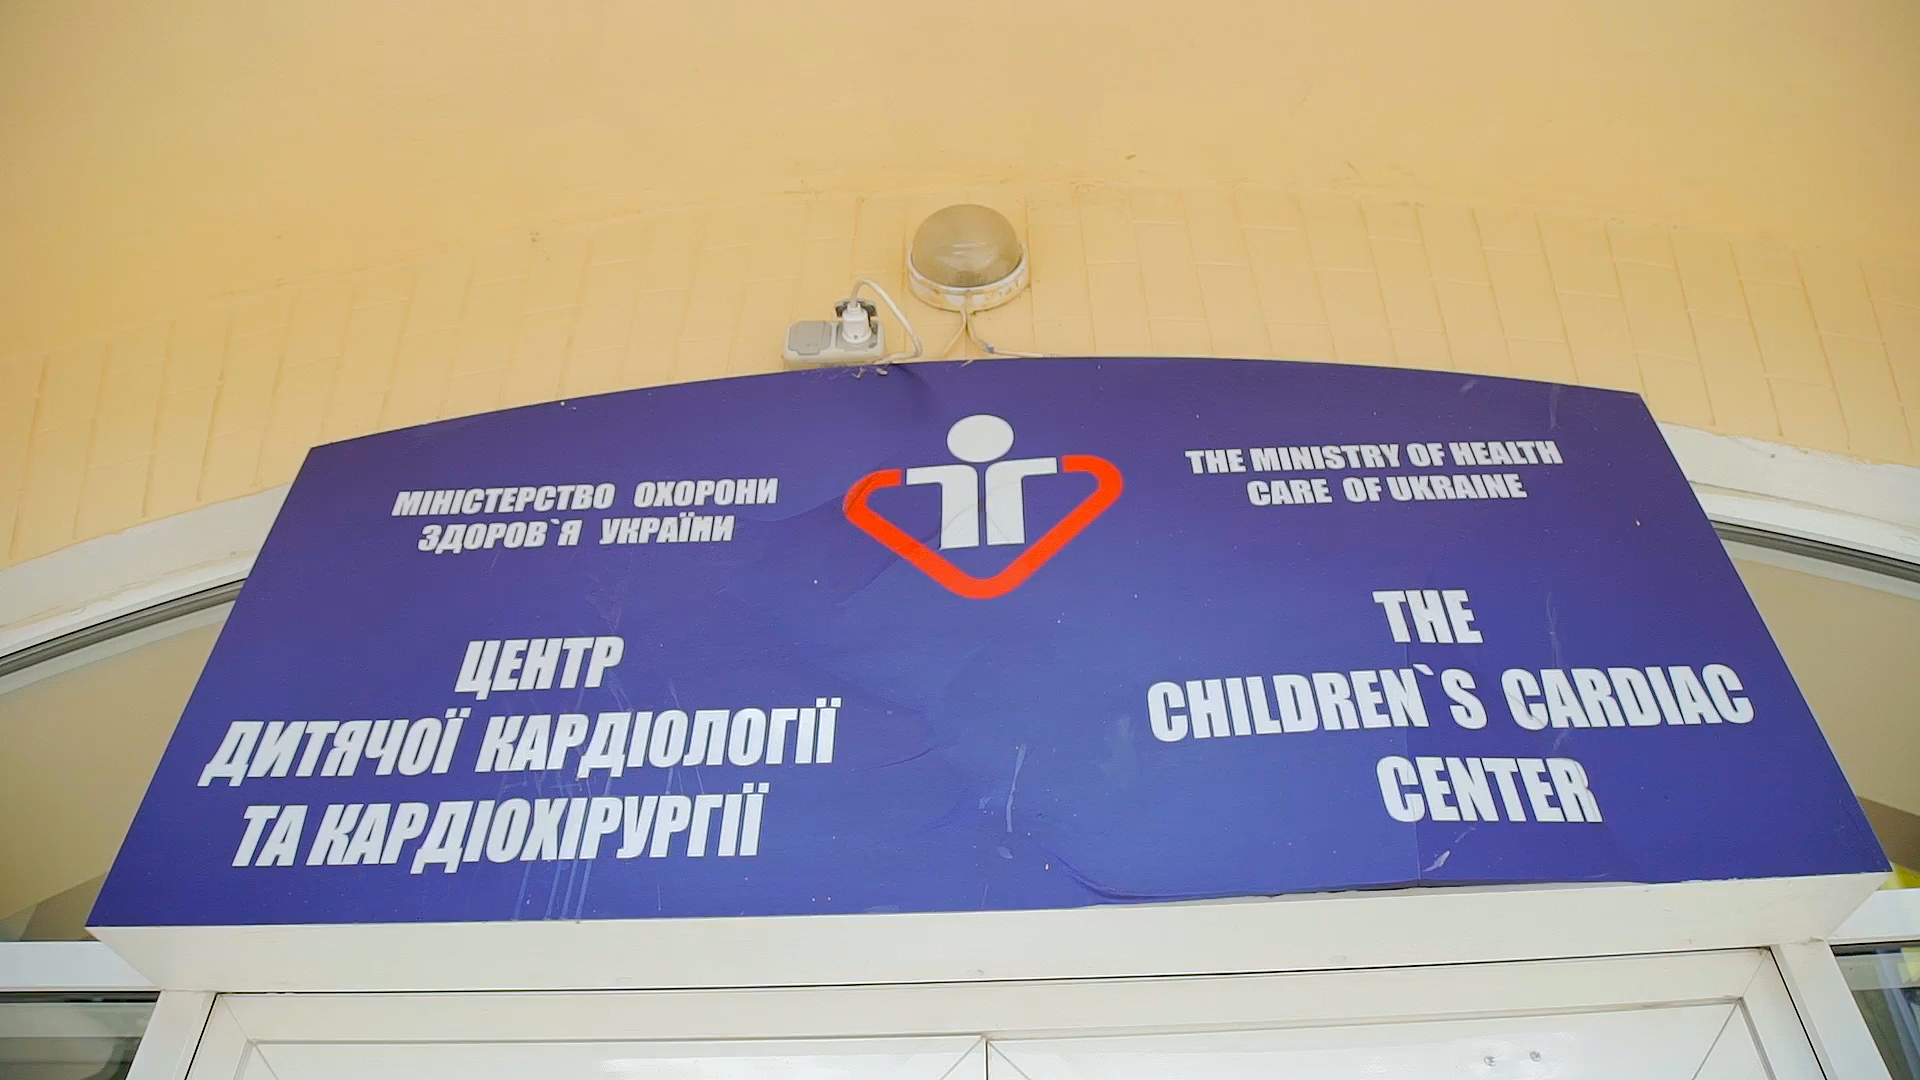 МІНІСТЕРСТВО ОХОРОНИ
ЗДОРОВ`Я УКРАЇНИ
ЦЕНТР
ДИТЯЧОЇ КАРДІОЛОГІЇ
ТА КАРДІОХІРУРГІЇ
THE MINISTRY OF HEALTH
CARE OF UKRAINE
THE
CHILDREN`S CARDIAC
CENTER